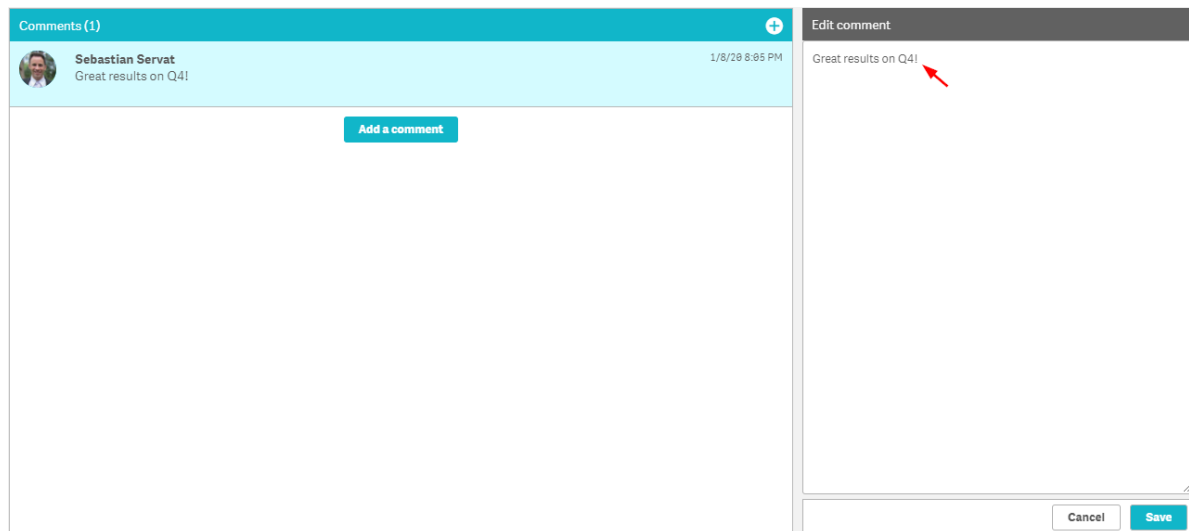 Comments (1)
Sebastian Servat
1/8/20 8:05 PM
Great results on Q4!
Add a comment
Edit comment
Great results on Q4!
Cancel
Save